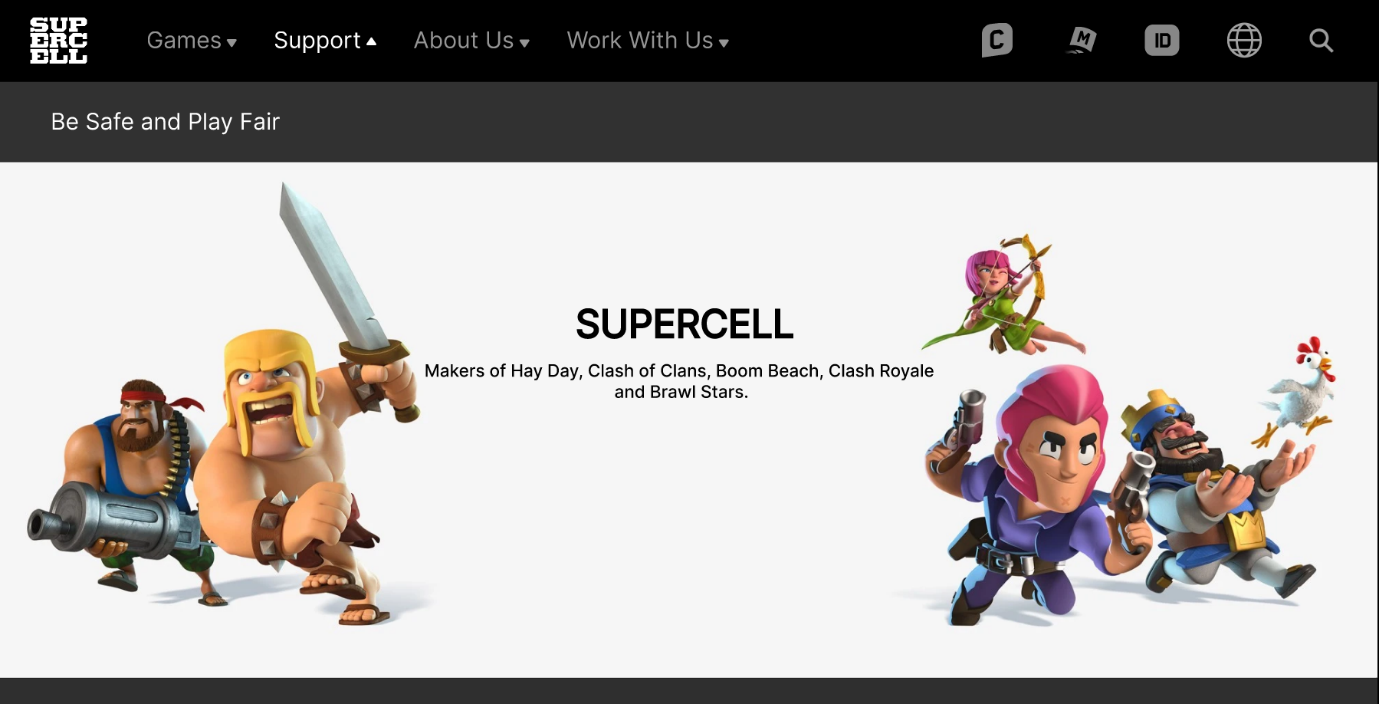 SUP
ERC
ELL
Games
Support
About Us
Work With Us
C
M
ID
Be Safe and Play Fair
SUPERCELL
Makers of Hay Day, Clash of Clans, Boom Beach, Clash Royale
and Brawl Stars.